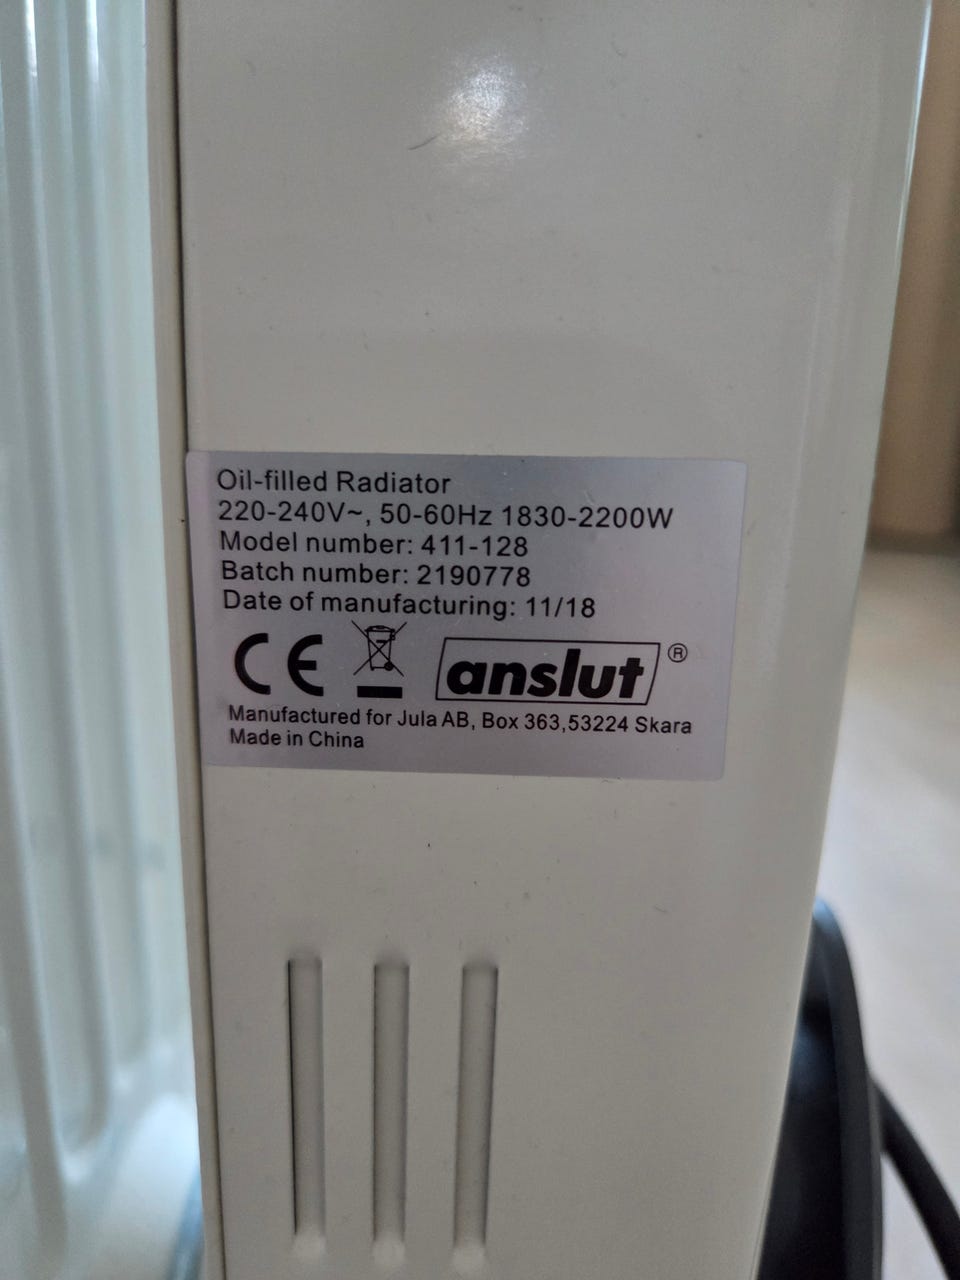 Oil-filled Radiator
220-240V~, 50-60Hz 1830-2200W
Model number: 411-128
Batch number: 2190778
Date of manufacturing: 11/18
CE
anslut ®
Manufactured for Jula AB, Box 363,53224 Skara
Made in China